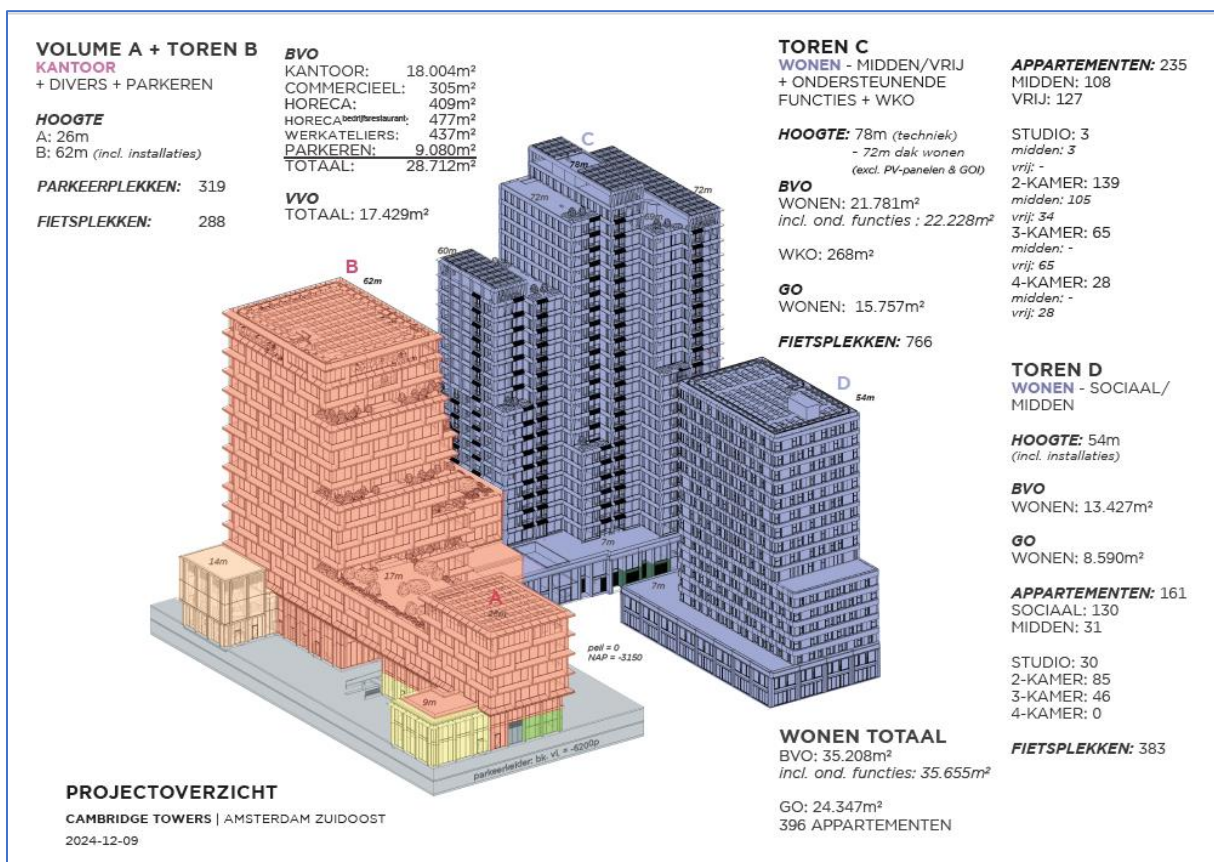 VOLUME A + TOREN B
KANTOOR
+ DIVERS + PARKEREN
HOOGTE
A: 26m
B: 62m (incl. installaties)
PARKEERPLEKKEN: 319
FIETSPLEKKEN: 288
BVO
KANTOOR: 18.004m²
COMMERCIEEL: 305m²
HORECA: 409m²
HORECA bedrijfsrestaurant: 477m²
WERKATELIERS: 437m²
PARKEREN: 9.080m²
TOTAAL: 28.712m²
VVO
TOTAAL: 17.429m²
TOREN C
WONEN - MIDDEN/VRIJ
+ ONDERSTEUNENDE
FUNCTIES + WKO
HOOGTE: 78m (techniek)
- 72m dak wonen
(excl. PV-panelen & GOI)
BVO
WONEN: 21.781m²
incl. ond. functies : 22.228m²
WKO: 268m²
GO
WONEN: 15.757m²
FIETSPLEKKEN: 766
APPARTEMENTEN: 235
MIDDEN: 108
VRIJ: 127
STUDIO: 3
midden: 3
vrij: -
2-KAMER: 139
midden: 105
vrij: 34
3-KAMER: 65
midden: -
vrij: 65
4-KAMER: 28
midden: -
vrij: 28
TOREN D
WONEN - SOCIAAL/
MIDDEN
HOOGTE: 54m
(incl. installaties)
BVO
WONEN: 13.427m²
GO
WONEN: 8.590m²
APPARTEMENTEN: 161
SOCIAAL: 130
MIDDEN: 31
STUDIO: 30
2-KAMER: 85
3-KAMER: 46
4-KAMER: 0
FIETSPLEKKEN: 383
C
78m
72m
72m
69m
60m
B
62m
D
54m
14m
17m
7m
7m
A
26m
9m
peil = 0
NAP = -3150
parkeerkelder: bk. vl. = -6200p
WONEN TOTAAL
BVO: 35.208m²
incl. ond. functies: 35.655m²
GO: 24.347m²
396 APPARTEMENTEN
PROJECTOVERZICHT
CAMBRIDGE TOWERS | AMSTERDAM ZUIDOOST
2024-12-09